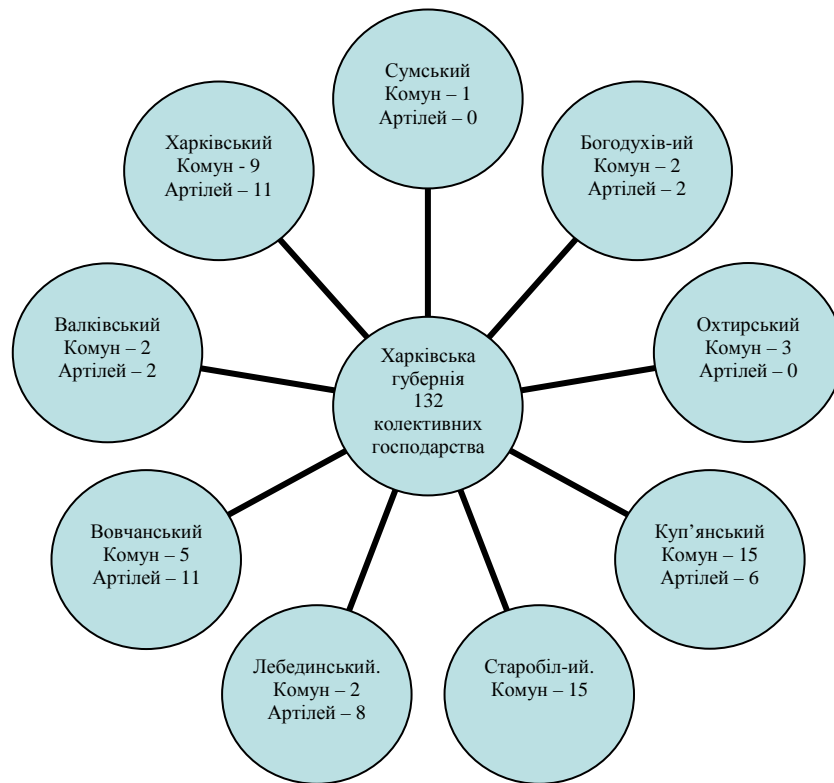 Сумський
Комун – 1
Артілей – 0
Харківський
Комун - 9
Артілей – 11
Богодухів-ий
Комун – 2
Артілей – 2
Валківський
Комун – 2
Артілей – 2
Охтирський
Комун – 3
Артілей – 0
Харківська
губернія
132
колективних
господарства
Вовчанський
Комун – 5
Артілей – 11
Куп’янський
Комун – 15
Артілей – 6
Лебединський.
Комун – 2
Артілей – 8
Старобіл-ий.
Комун – 15